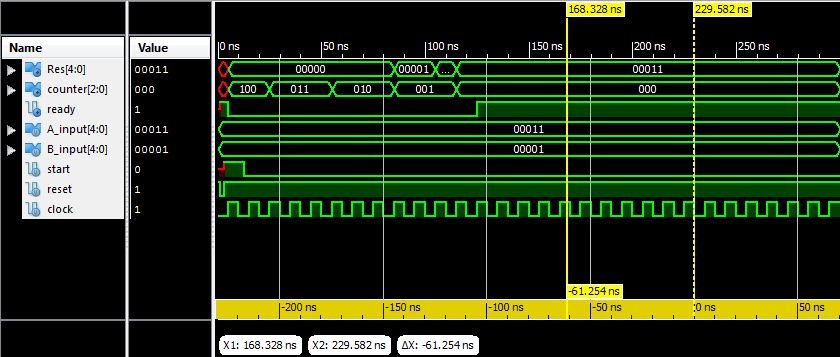 168.328 ns 229.582 ns
Name Value
0 ns 50 ns 100 ns 150 ns 200 ns 250 ns
Res[4:0] 00011 00000 00001 ... 00011
counter[2:0] 000 100 011 010 001 000
ready 1
A_input[4:0] 00011 00011
B_input[4:0] 00001 00001
start 0
reset 1
clock 1
-61.254 ns
-200 ns -150 ns -100 ns -50 ns 0 ns 50 ns
X1: 168.328 ns X2: 229.582 ns ΔX: -61.254 ns